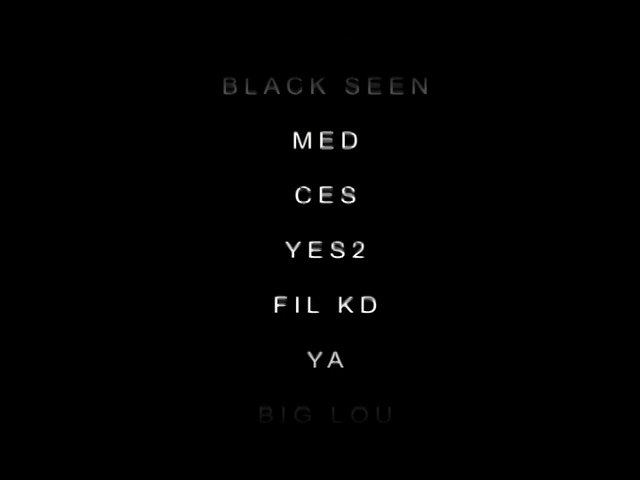 BLACK SEEN
MED
CES
YES2
FIL KD
YA
BIG LOU